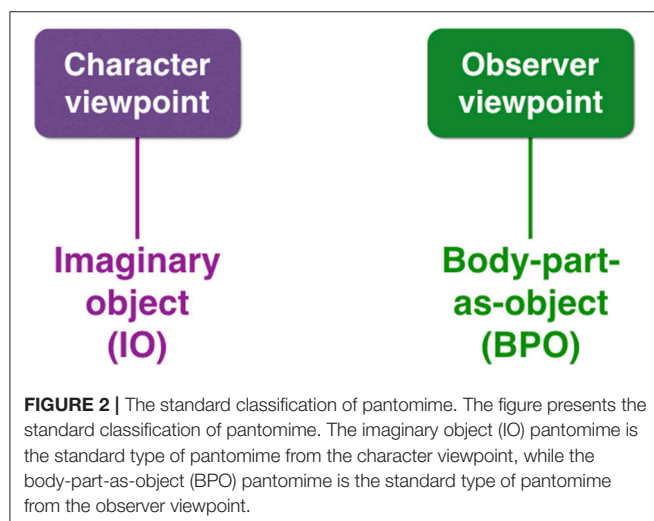 Character
viewpoint
Observer
viewpoint
Imaginary
object
(IO)
Body-part-
as-object
(BPO)
FIGURE 2 | The standard classification of pantomime. The figure presents the
standard classification of pantomime. The imaginary object (IO) pantomime is
the standard type of pantomime from the character viewpoint, while the
body-part-as-object (BPO) pantomime is the standard type of pantomime
from the observer viewpoint.